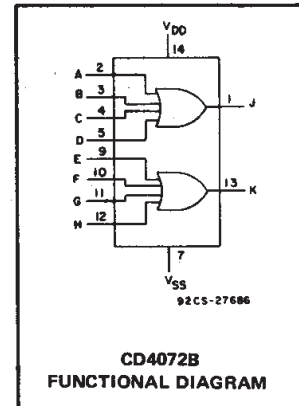 VDD
14
A 2
B 3
C 4
D 5
1 J
E 9
F 10
G 11
H 12
13 K
7
VSS
92CS-27686
CD4072B
FUNCTIONAL DIAGRAM